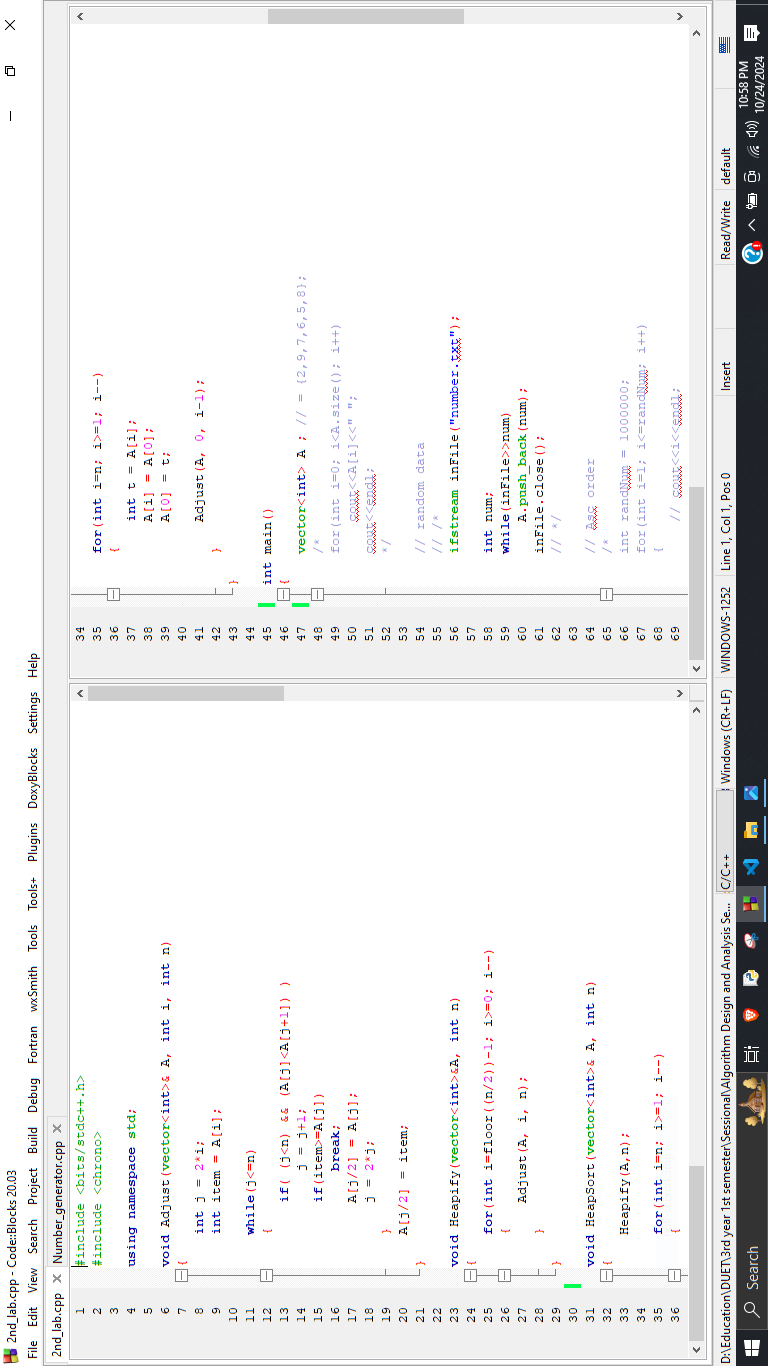 2nd_lab.cpp - Code::Blocks 20.03
File Edit View Search Project Build Debug Fortran wxSmith Tools Tools+ Plugins DoxyBlocks Settings Help
2nd_lab.cpp X Number_generator.cpp X
1 #include <bits/stdc++.h>
2 #include <chrono>
3
4 using namespace std;
5
6 void Adjust(vector<int>& A, int i, int n)
7 {
8 int j = 2*i;
9 int item = A[i];
10
11 while(j<=n)
12 {
13 if( (j<n) && (A[j]<A[j+1]) )
14 j = j+1;
15 if(item>=A[j])
16 break;
17 A[j/2] = A[j];
18 j = 2*j;
19 }
20 A[j/2] = item;
21 }
22
23 void Heapify(vector<int>&A, int n)
24 {
25 for(int i=floor((n/2))-1; i>=0; i--)
26 {
27 Adjust(A, i, n);
28 }
29 }
30
31 void HeapSort(vector<int>& A, int n)
32 {
33 Heapify(A,n);
34
35 for(int i=n; i>=1; i--)
36 {
34
35 for(int i=n; i>=1; i--)
36 {
37 int t = A[i];
38 A[i] = A[0];
39 A[0] = t;
40
41 Adjust(A, 0, i-1);
42 }
43 }
44
45 int main()
46 {
47 vector<int> A ; // = {2,9,7,6,5,8};
48 /*
49 for(int i=0; i<A.size(); i++)
50 cout<<A[i]<<" ";
51 cout<<endl;
52 */
53
54 // random data
55 // /*
56 ifstream inFile("number.txt");
57
58 int num;
59 while(inFile>>num)
60 A.push_back(num);
61 inFile.close();
62 // */
63
64 // Asc order
65 /*
66 int randNum = 1000000;
67 for(int i=1; i<=randNum; i++)
68 {
69 // cout<<i<<endl;
D:\Education\DUET\3rd year 1st semester\Sessional\Algorithm Design and Analysis Se... C/C++ Windows (CR+LF) WINDOWS-1252 Line 1, Col 1, Pos 0 Insert Read/Write default
Search
10:58 PM
10/24/2024